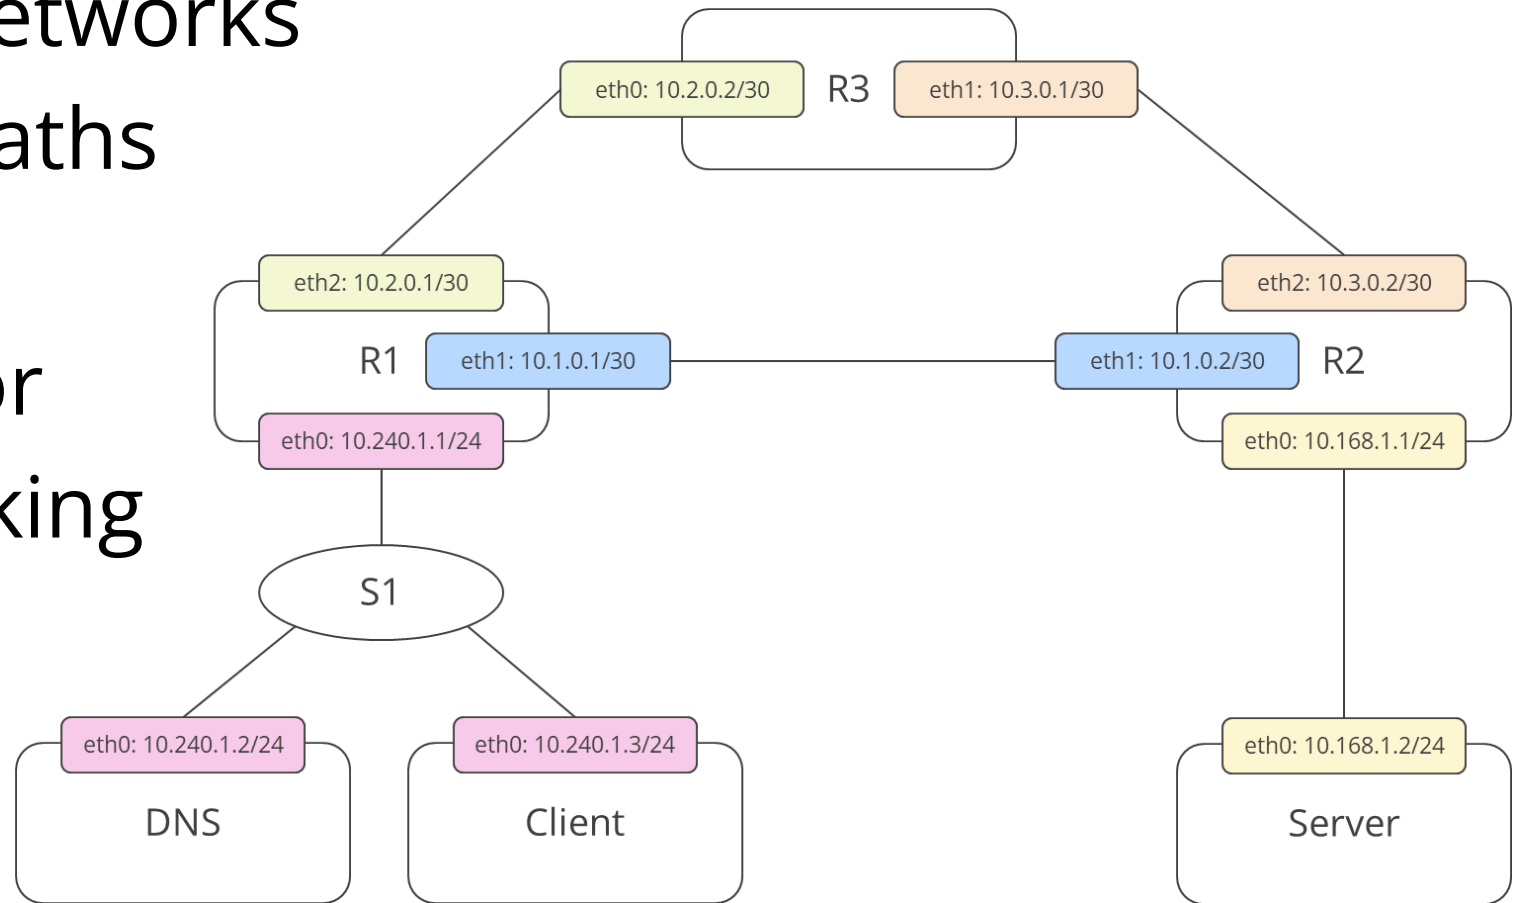 etworks
aths
or
king
eth0: 10.2.0.2/30
R3
eth1: 10.3.0.1/30
eth2: 10.2.0.1/30
R1
eth1: 10.1.0.1/30
eth0: 10.240.1.1/24
eth2: 10.3.0.2/30
eth1: 10.1.0.2/30
R2
eth0: 10.168.1.1/24
S1
eth0: 10.240.1.2/24
DNS
eth0: 10.240.1.3/24
Client
eth0: 10.168.1.2/24
Server